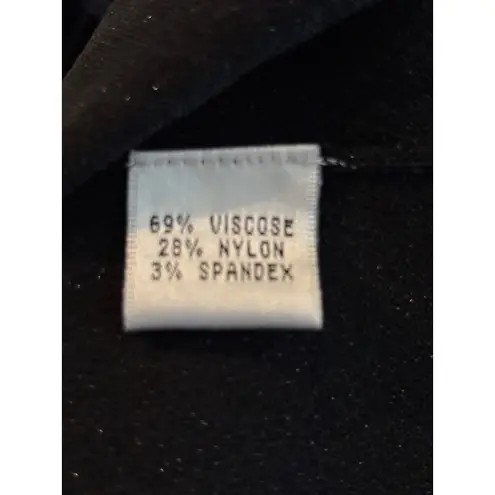 69% VISCOSE
28% NYLON
3% SPANDEX